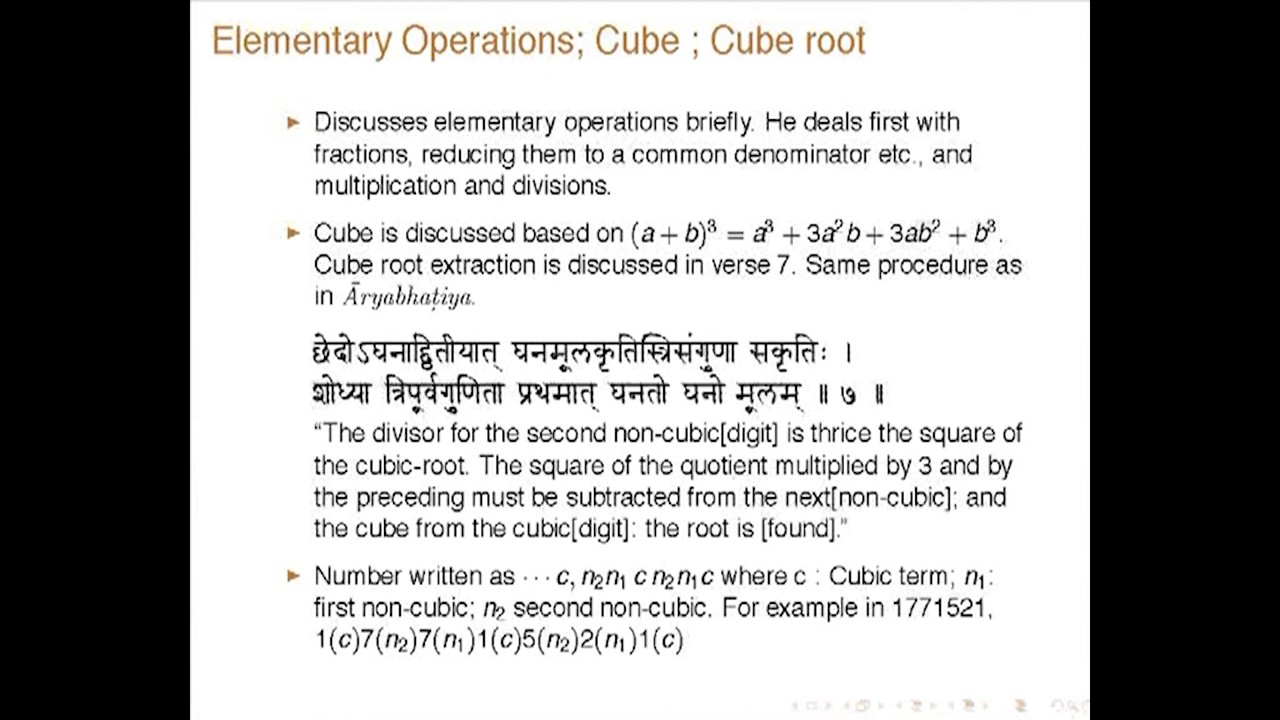 Elementary Operations; Cube ; Cube root
Discusses elementary operations briefly. He deals first with
fractions, reducing them to a common denominator etc., and
multiplication and divisions.
Cube is discussed based on (a + b)³ = a³ + 3a²b + 3ab² + b³.
Cube root extraction is discussed in verse 7. Same procedure as
in Āryabhaṭiya.
छेदोऽघनाद्वितीयात् घनमूलकृतिस्त्रिसंगुणा सकृतिः ।
शोध्या त्रिपूर्वगुणिता प्रथमात् घनतो घनो मूलम् ॥ ७ ॥
“The divisor for the second non-cubic[digit] is thrice the square of
the cubic-root. The square of the quotient multiplied by 3 and by
the preceding must be subtracted from the next[non-cubic]; and
the cube from the cubic[digit]: the root is [found].”
Number written as ··· c, n₂n₁ c n₂n₁c where c : Cubic term; n₁:
first non-cubic; n₂ second non-cubic. For example in 1771521,
1(c)7(n₂)7(n₁)1(c)5(n₂)2(n₁)1(c)